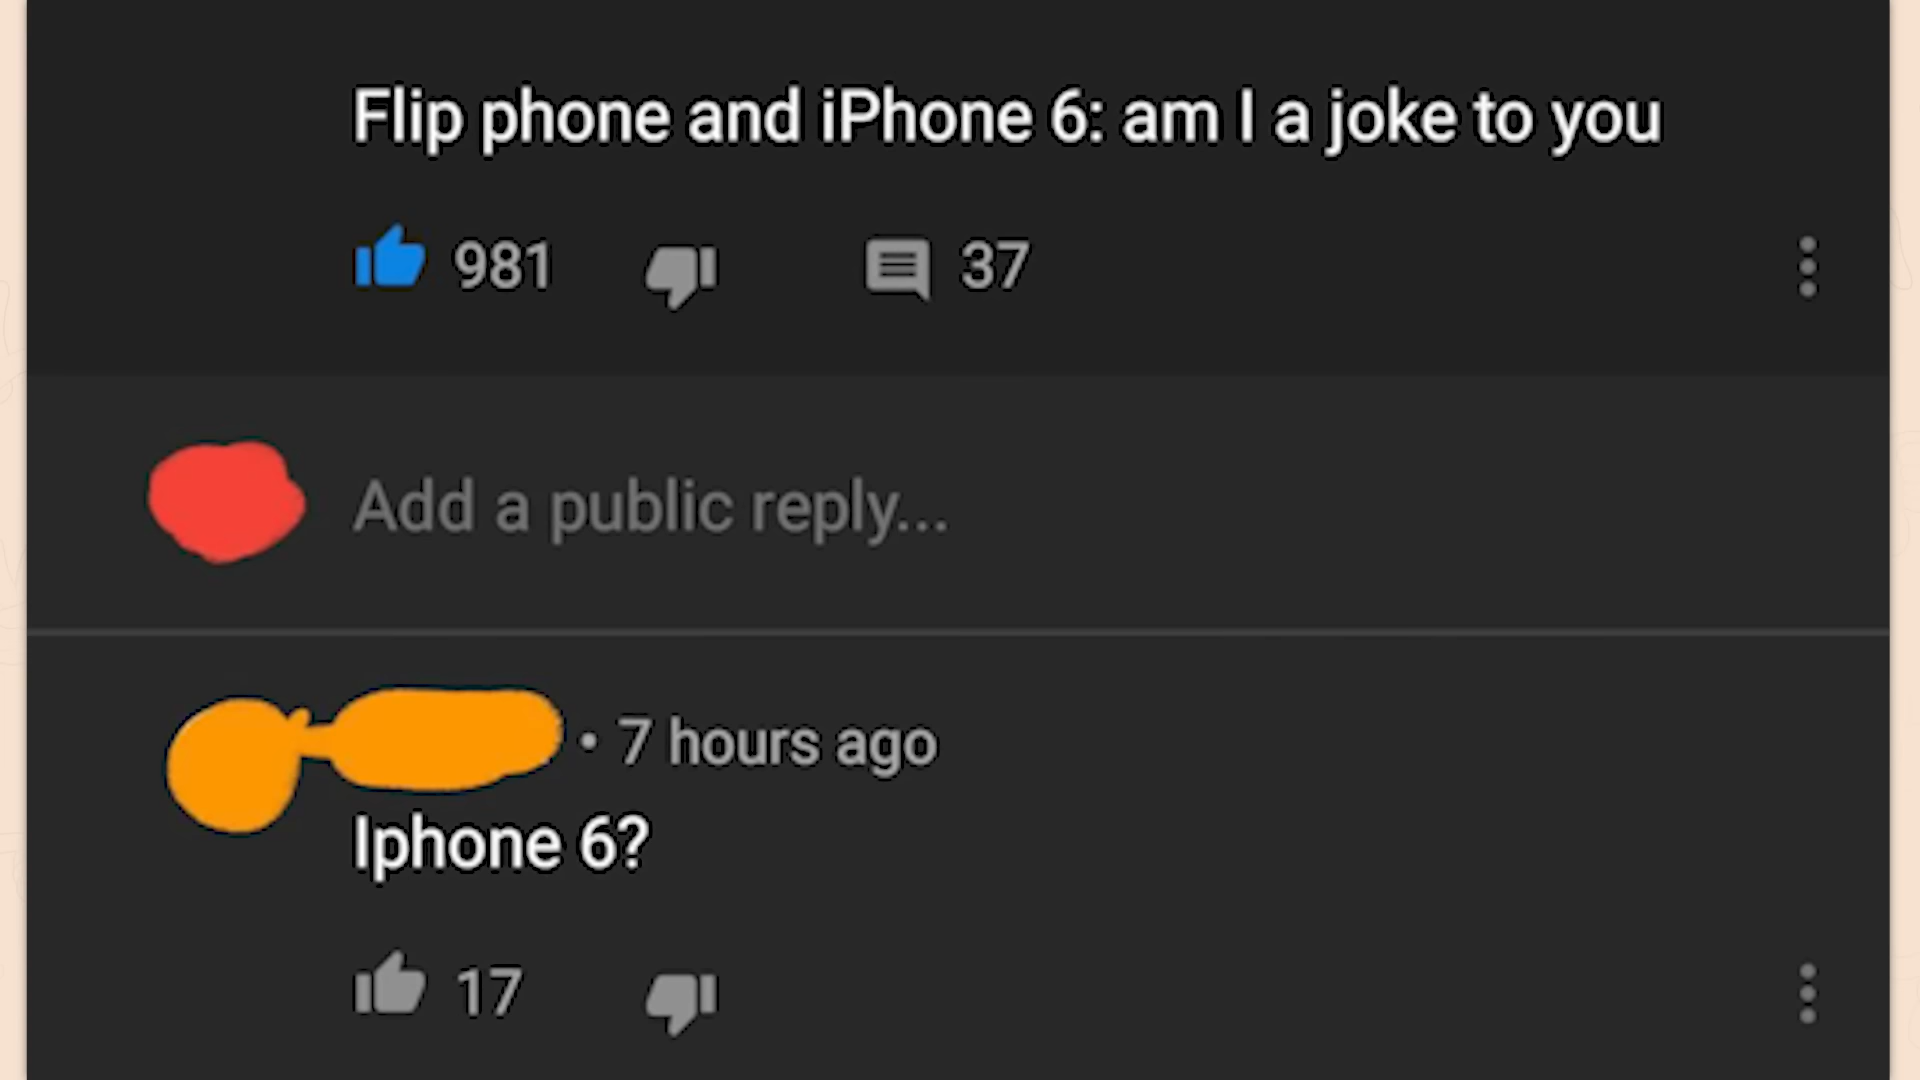 Flip phone and iPhone 6: am I a joke to you
981 37
Add a public reply...
• 7 hours ago
Iphone 6?
17